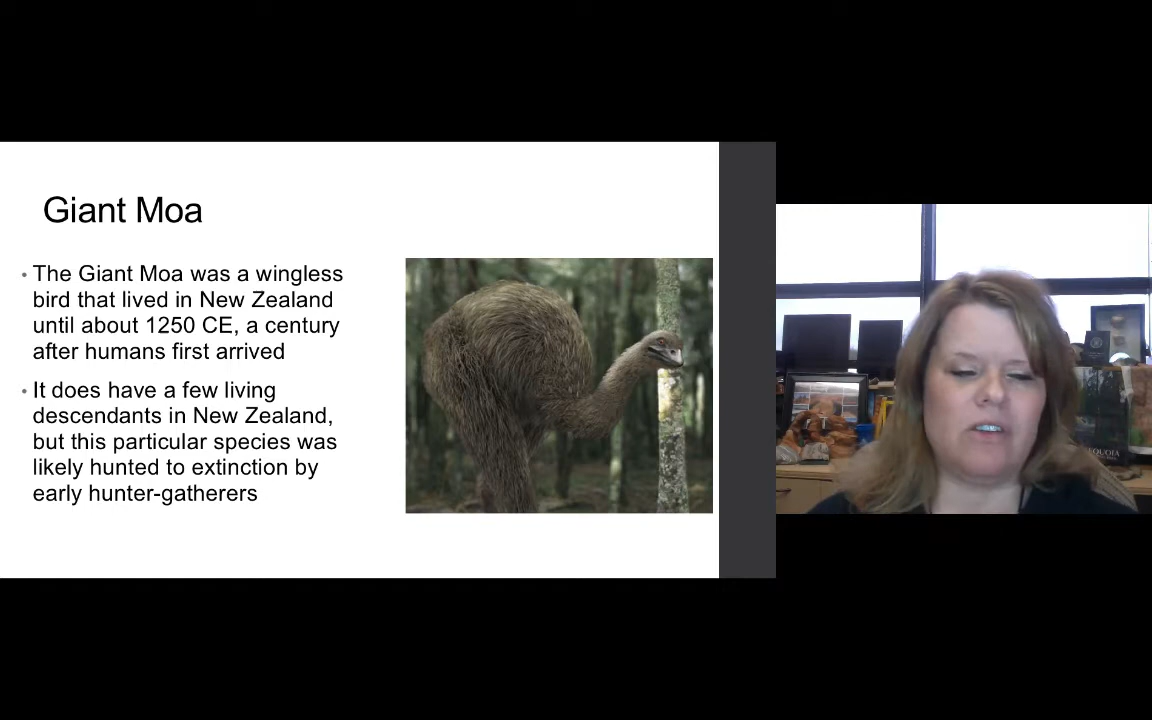 Giant Moa
• The Giant Moa was a wingless
bird that lived in New Zealand
until about 1250 CE, a century
after humans first arrived
• It does have a few living
descendants in New Zealand,
but this particular species was
likely hunted to extinction by
early hunter-gatherers